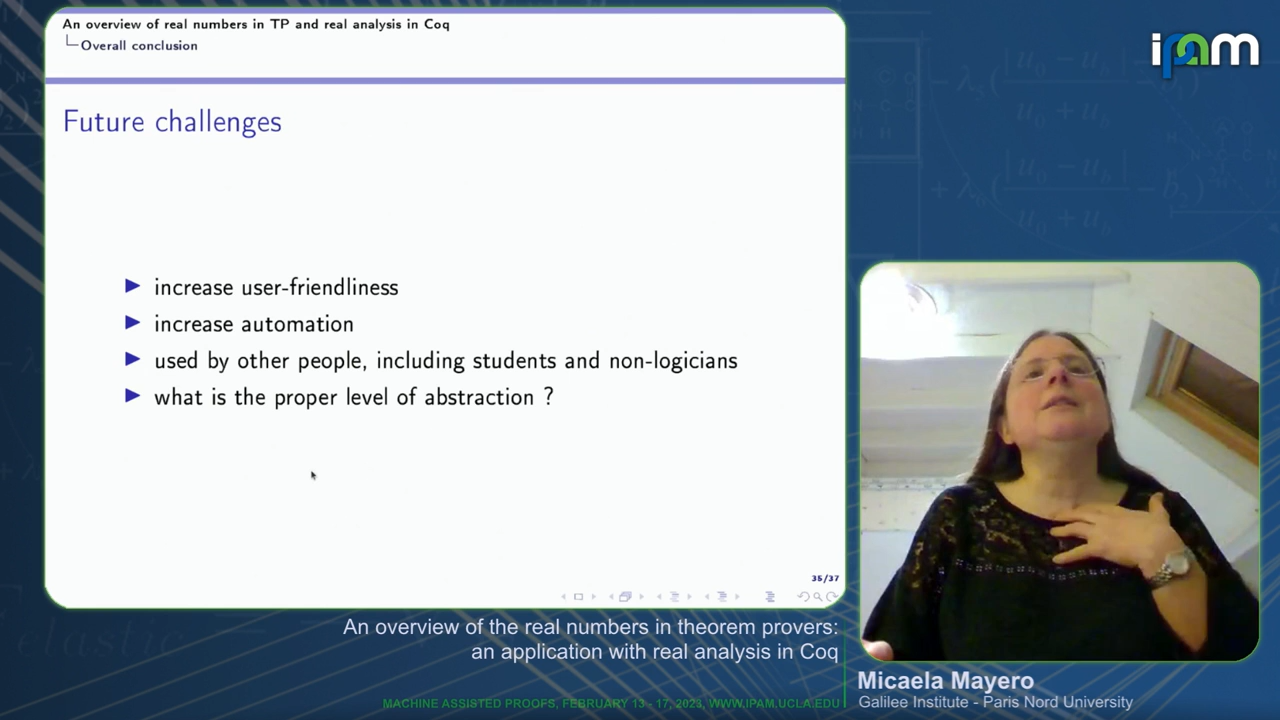 An overview of real numbers in TP and real analysis in Coq
Overall conclusion
Future challenges
increase user-friendliness
increase automation
used by other people, including students and non-logicians
what is the proper level of abstraction ?
35/37
ipam
An overview of the real numbers in theorem provers:
an application with real analysis in Coq
Micaela Mayero
Galilee Institute - Paris Nord University
MACHINE ASSISTED PROOFS, FEBRUARY 13 - 17, 2023, WWW.IPAM.UCLA.EDU
elastic